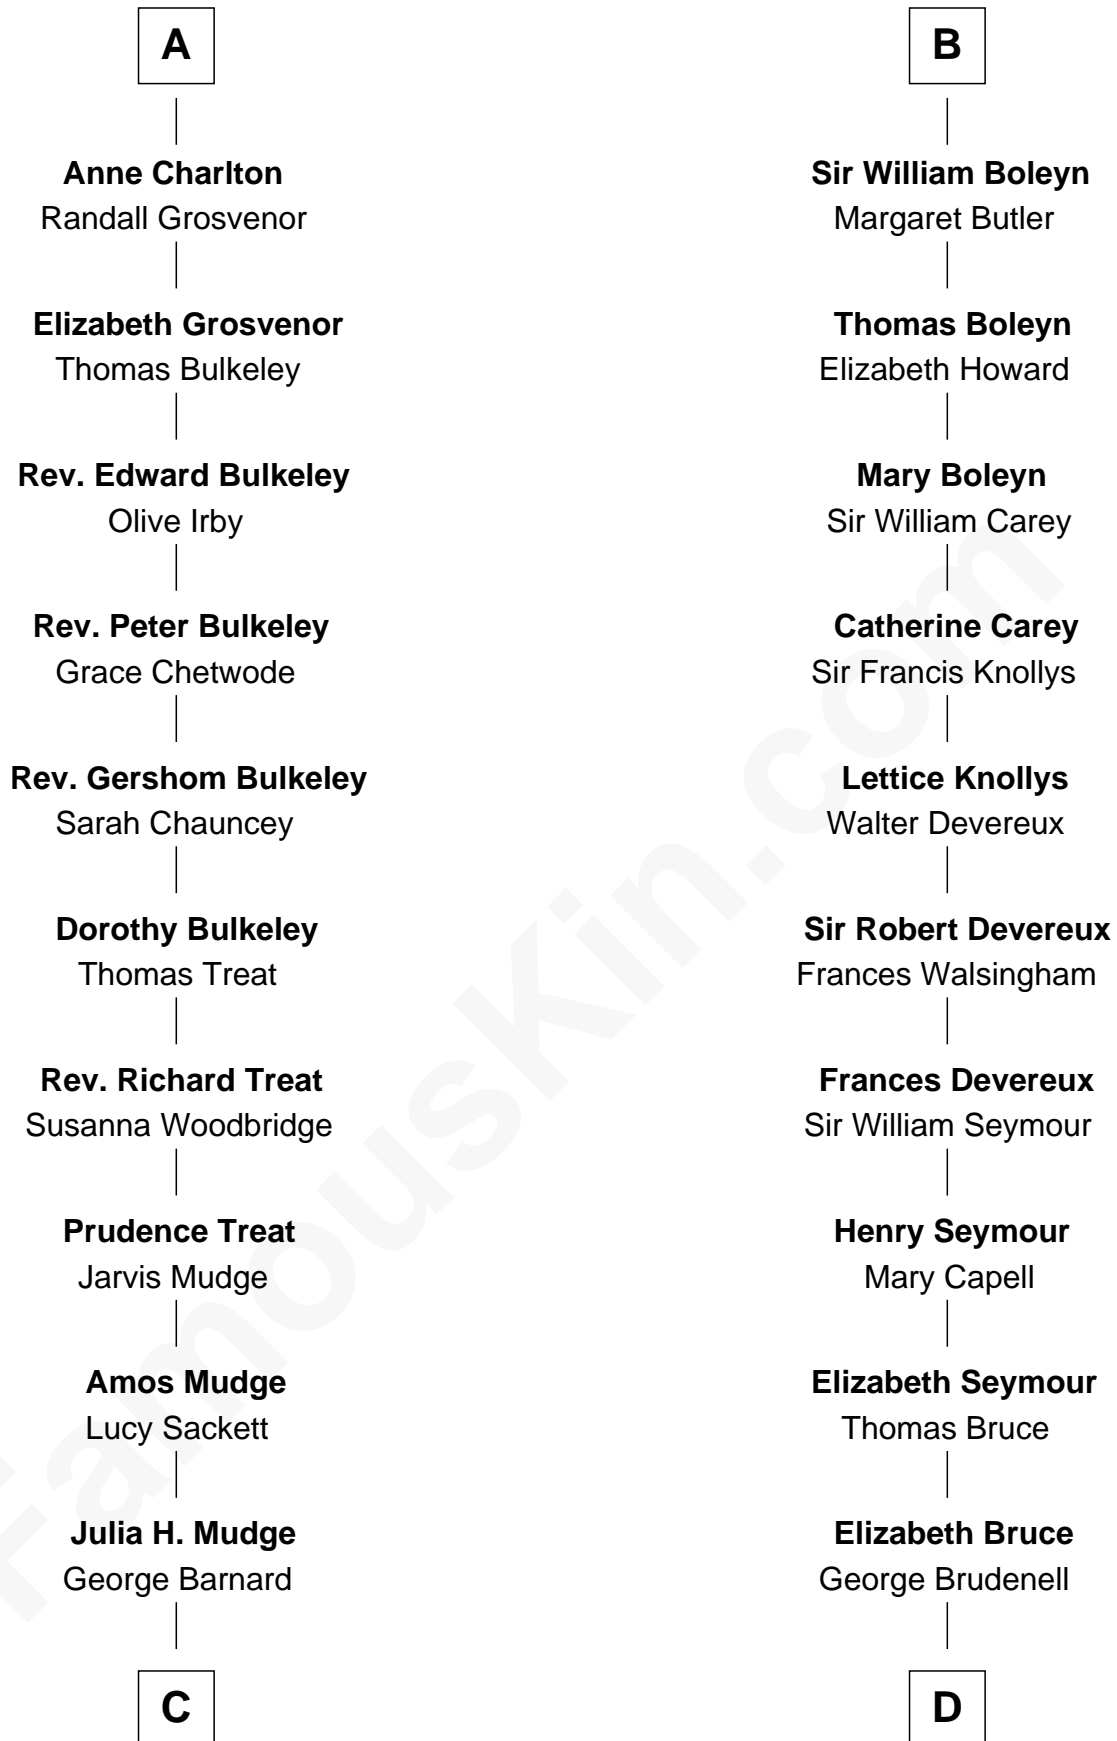 A
Anne Charlton
Randall Grosvenor
Elizabeth Grosvenor
Thomas Bulkeley
Rev. Edward Bulkeley
Olive Irby
Rev. Peter Bulkeley
Grace Chetwode
Rev. Gershom Bulkeley
Sarah Chauncey
Dorothy Bulkeley
Thomas Treat
Rev. Richard Treat
Susanna Woodbridge
Prudence Treat
Jarvis Mudge
Amos Mudge
Lucy Sackett
Julia H. Mudge
George Barnard
C
B
Sir William Boleyn
Margaret Butler
Thomas Boleyn
Elizabeth Howard
Mary Boleyn
Sir William Carey
Catherine Carey
Sir Francis Knollys
Lettice Knollys
Walter Devereux
Sir Robert Devereux
Frances Walsingham
Frances Devereux
Sir William Seymour
Henry Seymour
Mary Capell
Elizabeth Seymour
Thomas Bruce
Elizabeth Bruce
George Brudenell
D
FamousKin.com